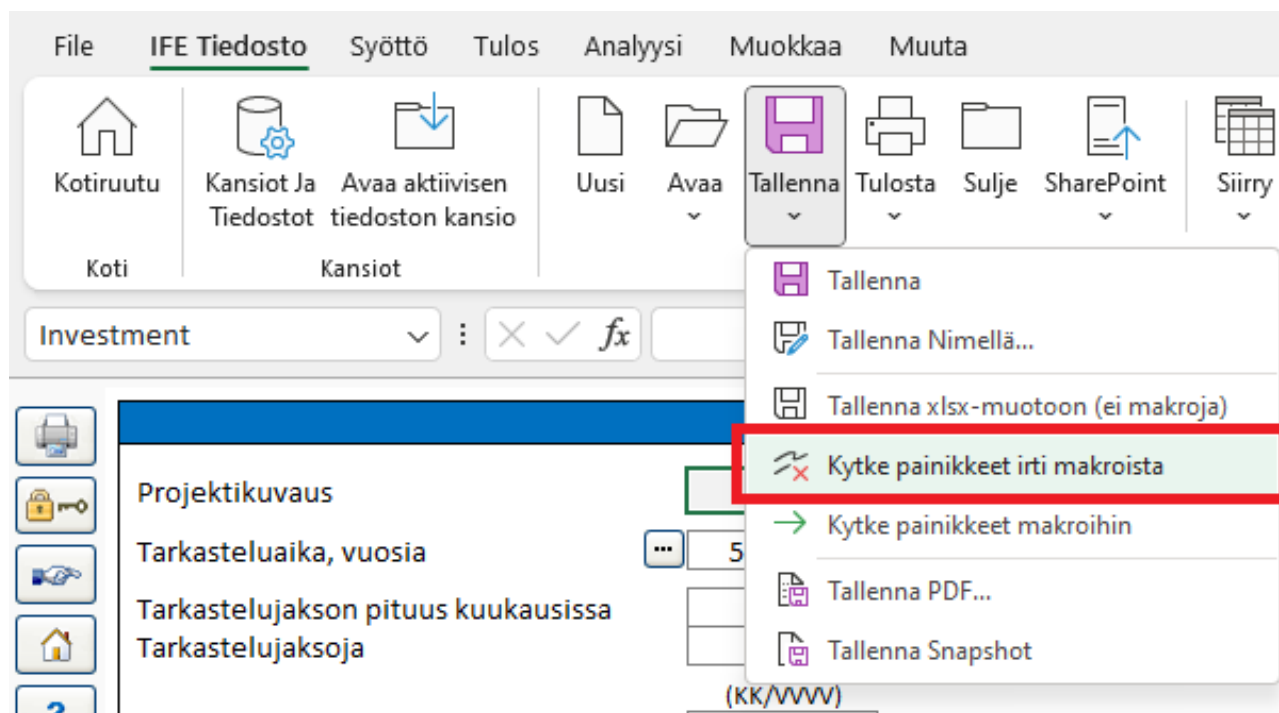 File IFE Tiedosto Syöttö Tulos Analyysi Muokkaa Muuta
Kotiruutu Kansiot Ja Avaa aktiivisen Uusi Avaa Tallenna Tulosta Sulje SharePoint Siirry
Tiedostot tiedoston kansio
Koti Kansiot
Tallenna
Investment fx
Tallenna Nimellä...
Tallenna xlsx-muotoon (ei makroja)
Kytke painikkeet irti makroista
Projektikuvaus
Kytke painikkeet makroihin
Tarkasteluaika, vuosia ... 5
Tallenna PDF...
Tarkastelujakson pituus kuukausissa
Tarkastelujaksoja
Tallenna Snapshot
(KK/VVVV)
?